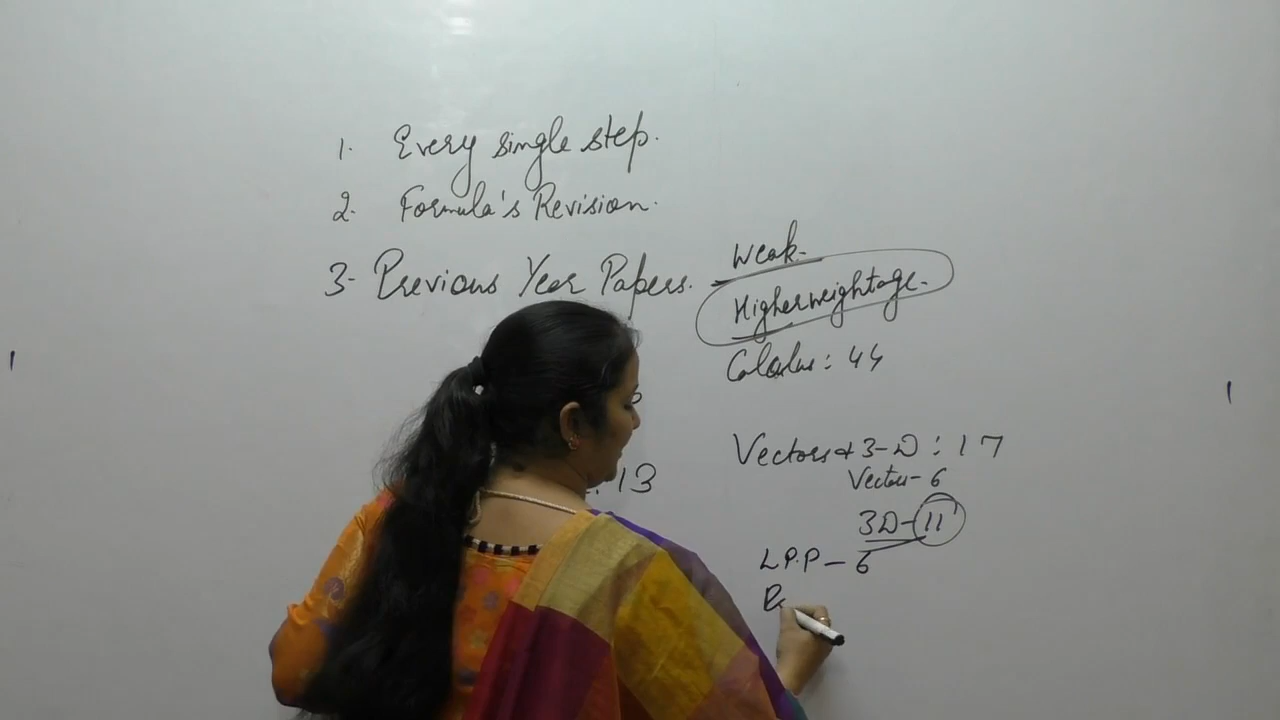 1. Every single step.
2. Formula's Revision.
3- Previous Year Papers.
Weak-
Higher weightage.
Calculus : 44
13
Vectors & 3-D : 17
Vectors - 6
3D - 11
L.P.P - 6